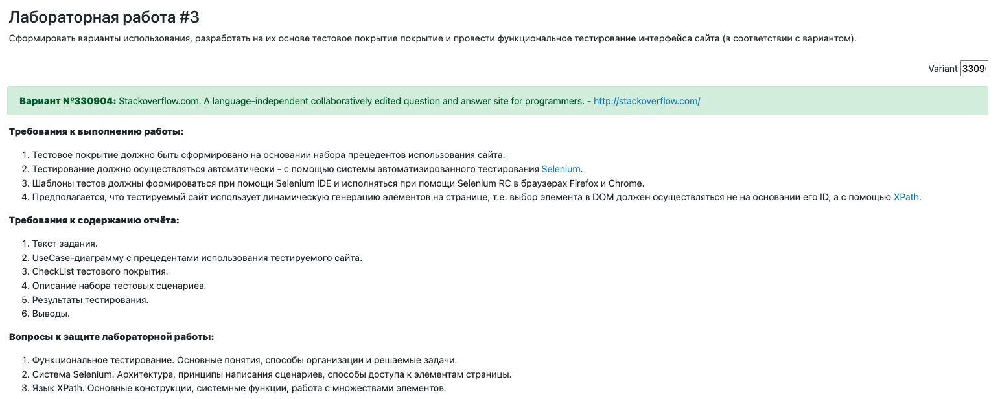 Лабораторная работа #3
Сформировать варианты использования, разработать на их основе тестовое покрытие покрытие и провести функциональное тестирование интерфейса сайта (в соответствии с вариантом).
Variant 33090
Вариант №330904: Stackoverflow.com. A language-independent collaboratively edited question and answer site for programmers. - http://stackoverflow.com/
Требования к выполнению работы:
1. Тестовое покрытие должно быть сформировано на основании набора прецедентов использования сайта.
2. Тестирование должно осуществляться автоматически - с помощью системы автоматизированного тестирования Selenium.
3. Шаблоны тестов должны формироваться при помощи Selenium IDE и исполняться при помощи Selenium RC в браузерах Firefox и Chrome.
4. Предполагается, что тестируемый сайт использует динамическую генерацию элементов на странице, т.е. выбор элемента в DOM должен осуществляться не на основании его ID, а с помощью XPath.
Требования к содержанию отчёта:
1. Текст задания.
2. UseCase-диаграмму с прецедентами использования тестируемого сайта.
3. CheckList тестового покрытия.
4. Описание набора тестовых сценариев.
5. Результаты тестирования.
6. Выводы.
Вопросы к защите лабораторной работы:
1. Функциональное тестирование. Основные понятия, способы организации и решаемые задачи.
2. Система Selenium. Архитектура, принципы написания сценариев, способы доступа к элементам страницы.
3. Язык XPath. Основные конструкции, системные функции, работа с множествами элементов.